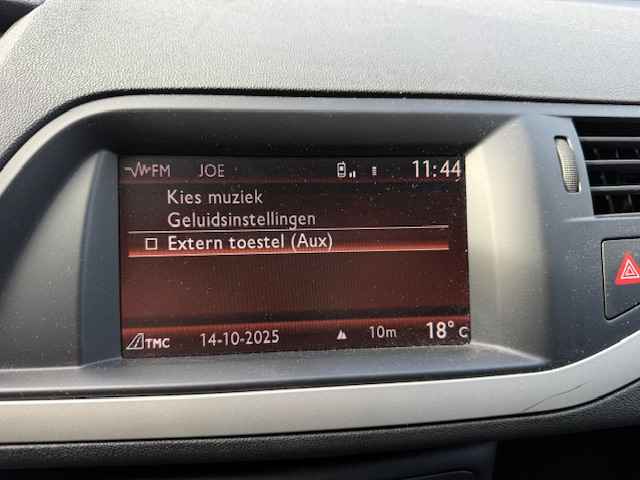 FM JOE 11:44
Kies muziek
Geluidsinstellingen
Extern toestel (Aux)
TMC 14-10-2025 10m 18° C